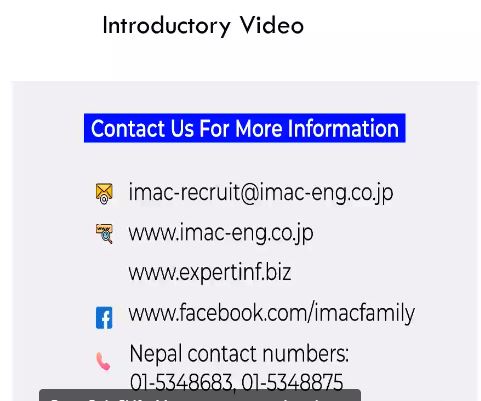 Introductory Video
Contact Us For More Information
imac-recruit@imac-eng.co.jp
www.imac-eng.co.jp
www.expertinf.biz
www.facebook.com/imacfamily
Nepal contact numbers:
01-5348683, 01-5348875